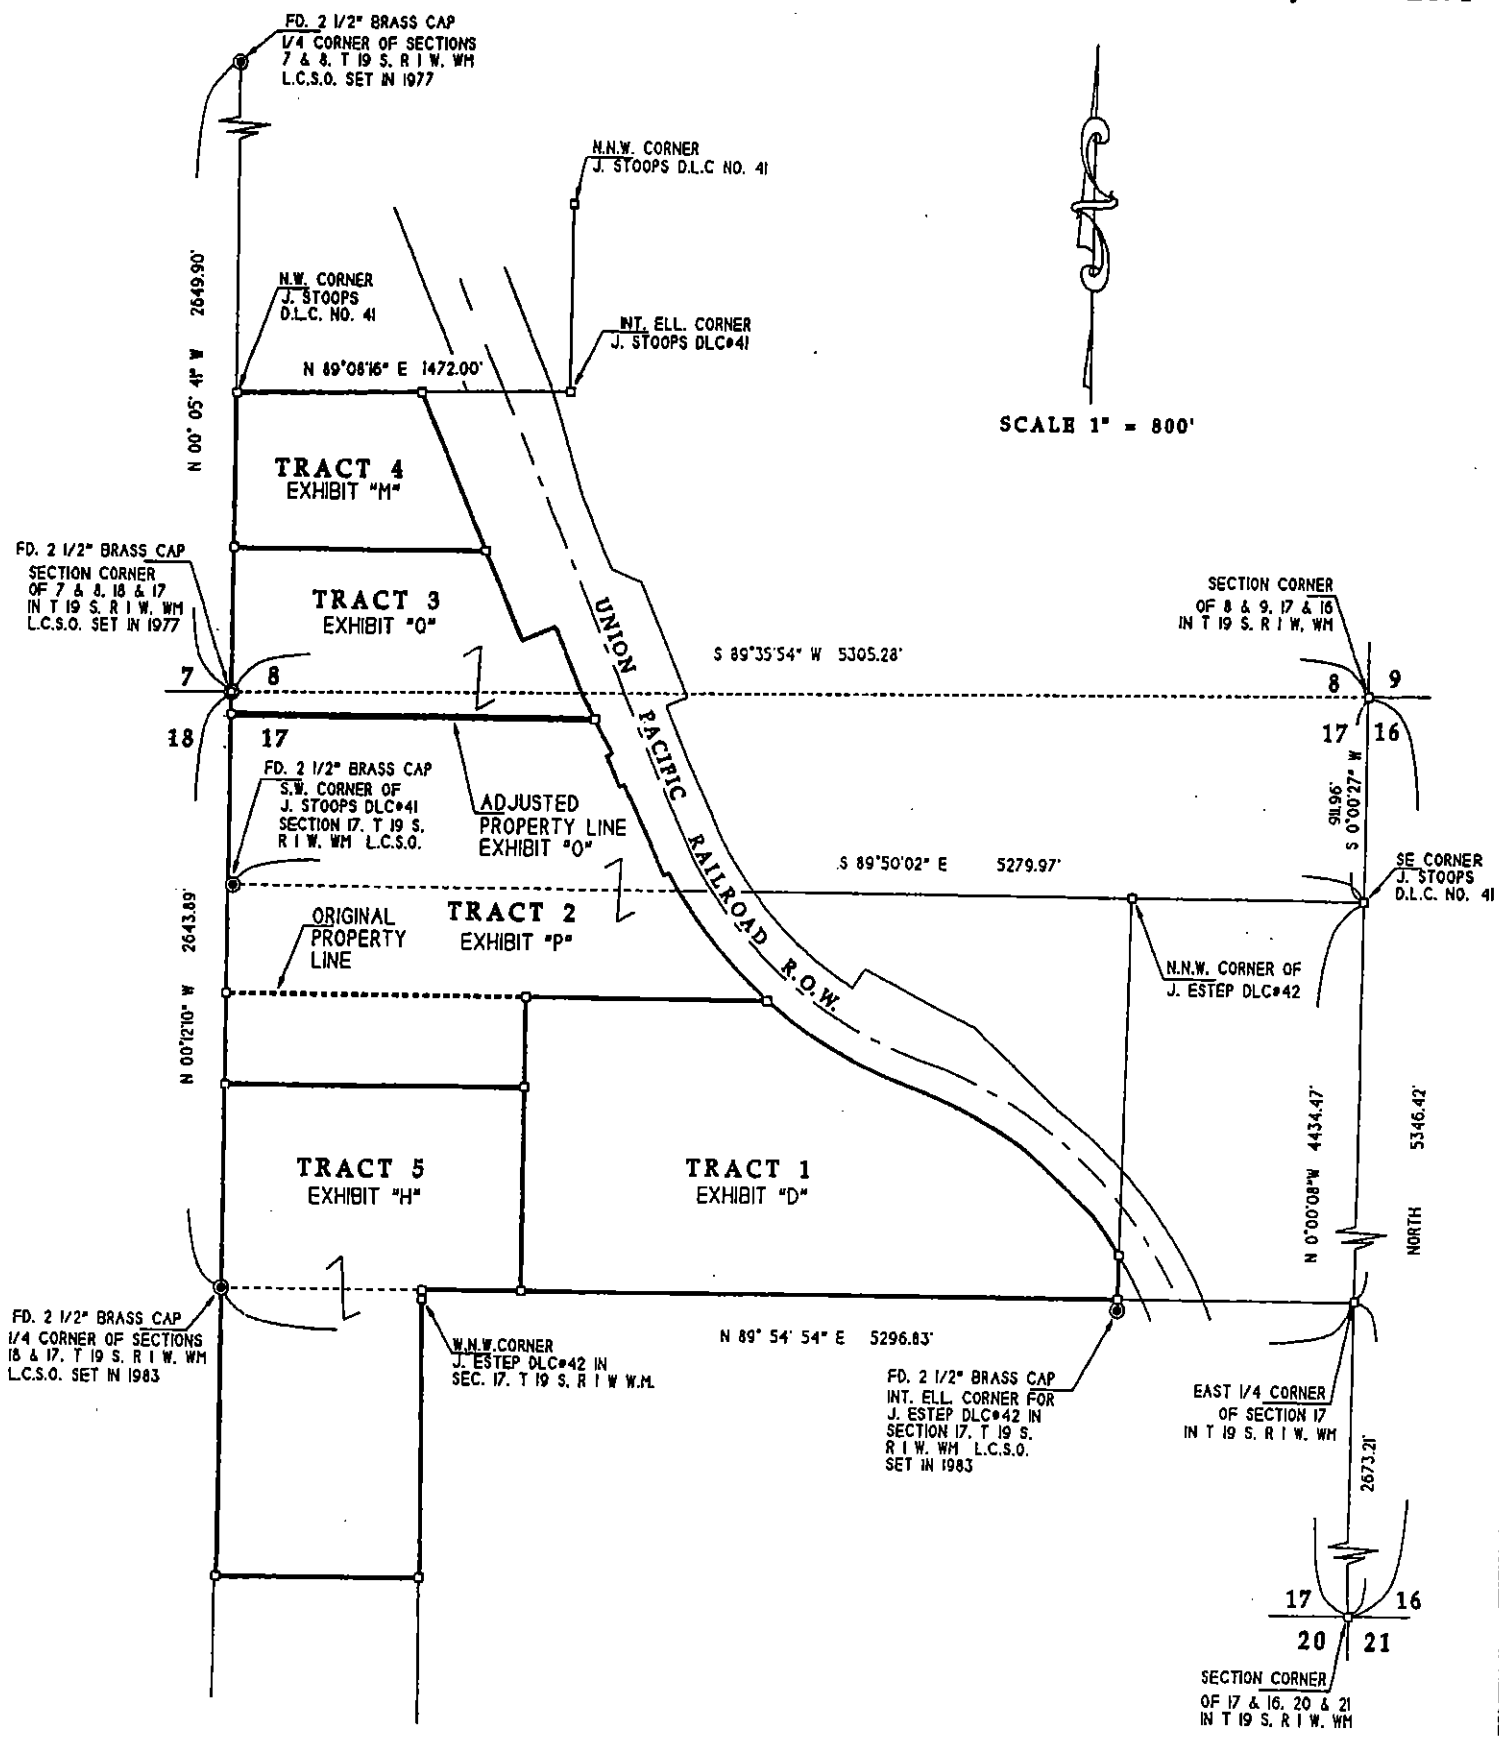 FD. 2 1/2" BRASS CAP
1/4 CORNER OF SECTIONS
7 & 8, T 19 S. R 1 W. WM
L.C.S.O. SET IN 1977
N.N.W. CORNER
J. STOOPS D.L.C NO. 41
N 00° 05' 41" W 2649.90'
N.W. CORNER
J. STOOPS
D.L.C. NO. 41
INT. ELL. CORNER
J. STOOPS DLC#41
N 89°08'16" E 1472.00'
SCALE 1" = 800'
TRACT 4
EXHIBIT "M"
FD. 2 1/2" BRASS CAP
SECTION CORNER
OF 7 & 8, 18 & 17
IN T 19 S. R 1 W. WM
L.C.S.O. SET IN 1977
TRACT 3
EXHIBIT "Q"
SECTION CORNER
OF 8 & 9, 17 & 16
IN T 19 S. R 1 W, WM
S 89°35'54" W 5305.28'
7 8
18 17
8 9
17 16
UNION PACIFIC RAILROAD R.O.W.
FD. 2 1/2" BRASS CAP
S.W. CORNER OF
J. STOOPS DLC#41
SECTION 17, T 19 S.
R 1 W. WM L.C.S.O.
ADJUSTED
PROPERTY LINE
EXHIBIT "O"
911.96'
S 0°00'27" W
S 89°50'02" E 5279.97'
SE CORNER
J. STOOPS
D.L.C. NO. 41
N 00°12'10" W 2643.89'
ORIGINAL
PROPERTY
LINE
TRACT 2
EXHIBIT "P"
N.N.W. CORNER OF
J. ESTEP DLC#42
TRACT 5
EXHIBIT "H"
TRACT 1
EXHIBIT "D"
N 0°00'08"W 4434.47'
NORTH 5346.42'
FD. 2 1/2" BRASS CAP
1/4 CORNER OF SECTIONS
18 & 17, T 19 S. R 1 W. WM
L.C.S.O. SET IN 1983
N 89° 54' 54" E 5296.83'
W.N.W.CORNER
J. ESTEP DLC#42 IN
SEC. 17. T 19 S. R 1 W W.M.
FD. 2 1/2" BRASS CAP
INT. ELL. CORNER FOR
J. ESTEP DLC#42 IN
SECTION 17, T 19 S.
R 1 W. WM L.C.S.O.
SET IN 1983
EAST 1/4 CORNER
OF SECTION 17
IN T 19 S. R 1 W. WM
2673.21'
17 16
20 21
SECTION CORNER
OF 17 & 16, 20 & 21
IN T 19 S. R 1 W. WM